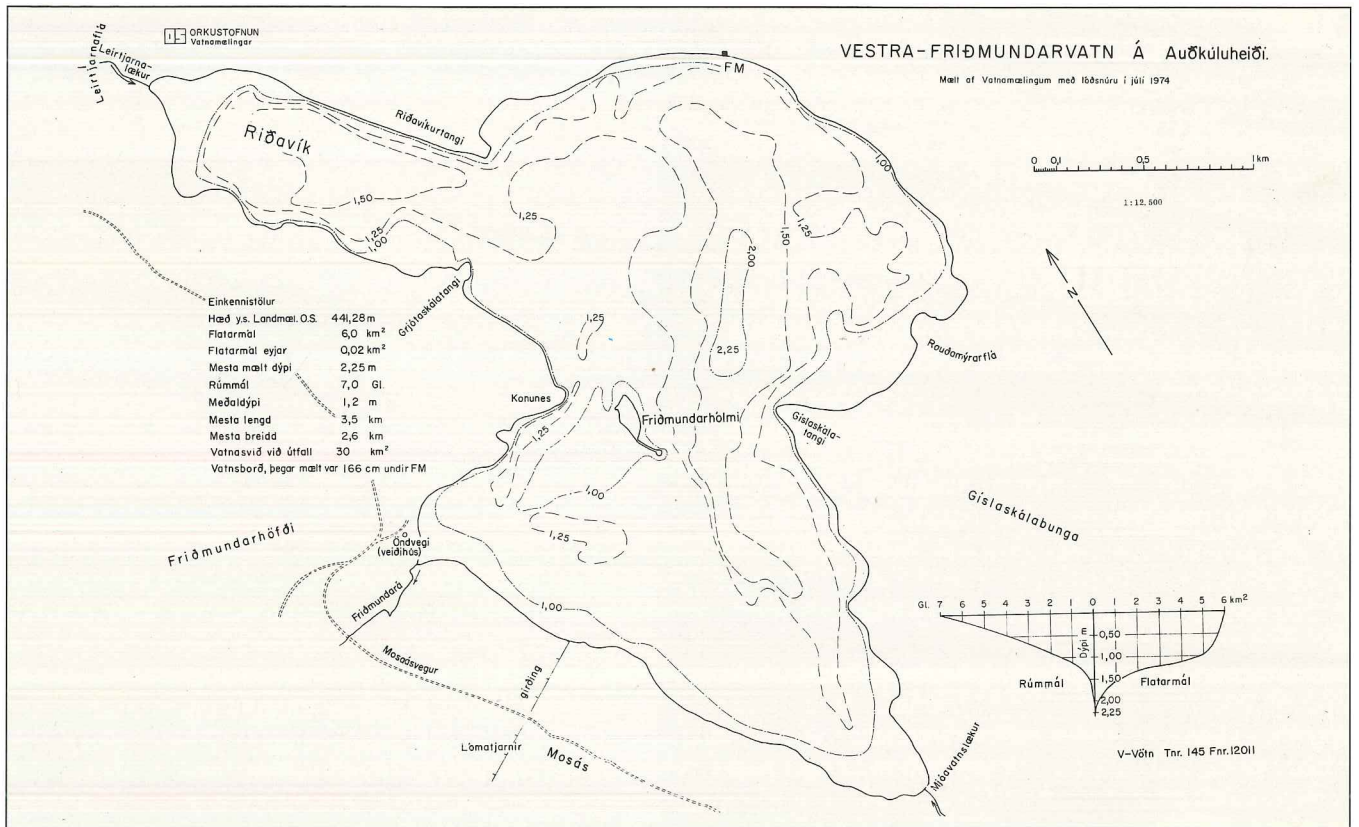 ORKUSTOFNUN
Vatnamælingar
VESTRA-FRIÐMUNDARVATN Á Auðkúluheiði.
Mælt af Vatnamælingum með lóðsnúru í júlí 1974
0 0,1 0,5 1 km
1:12.500
N
Leirtjarnaflá
Leirtjarna-
lækur
FM
Riðavíkurtangi
Riðavík
1,00
1,50
1,25
1,25
1,00
1,25
1,50
1,25
2,00
Grjótaskálatangi
1,25
2,25
Rauðamýrarflá
Einkennistölur
Hæð y.s. Landmæl. O.S. 441,28 m
Flatarmál 6,0 km²
Flatarmál eyjar 0,02 km²
Mesta mælt dýpi 2,25 m
Rúmmál 7,0 Gl.
Meðaldýpi 1,2 m
Mesta lengd 3,5 km
Mesta breidd 2,6 km
Vatnasvið við útfall 30 km²
Vatnsborð, þegar mælt var 166 cm undir FM
Konunes
Friðmundarhólmi
Gíslaskála-
tangi
1,25
1,00
1,25
Gíslaskálabunga
Friðmundarhöfði
Öndvegi
(veiðihús)
Friðmundará
1,00
Mosaásvegur
girðing
Lómatjarnir
Mosás
Mjóavatnslækur
Gl. 7 6 5 4 3 2 1 0 1 2 3 4 5 6 km²
Dýpi m
0,50
1,00
1,50
2,00
2,25
Rúmmál
Flatarmál
V-Vötn Tnr. 145 Fnr. 12011